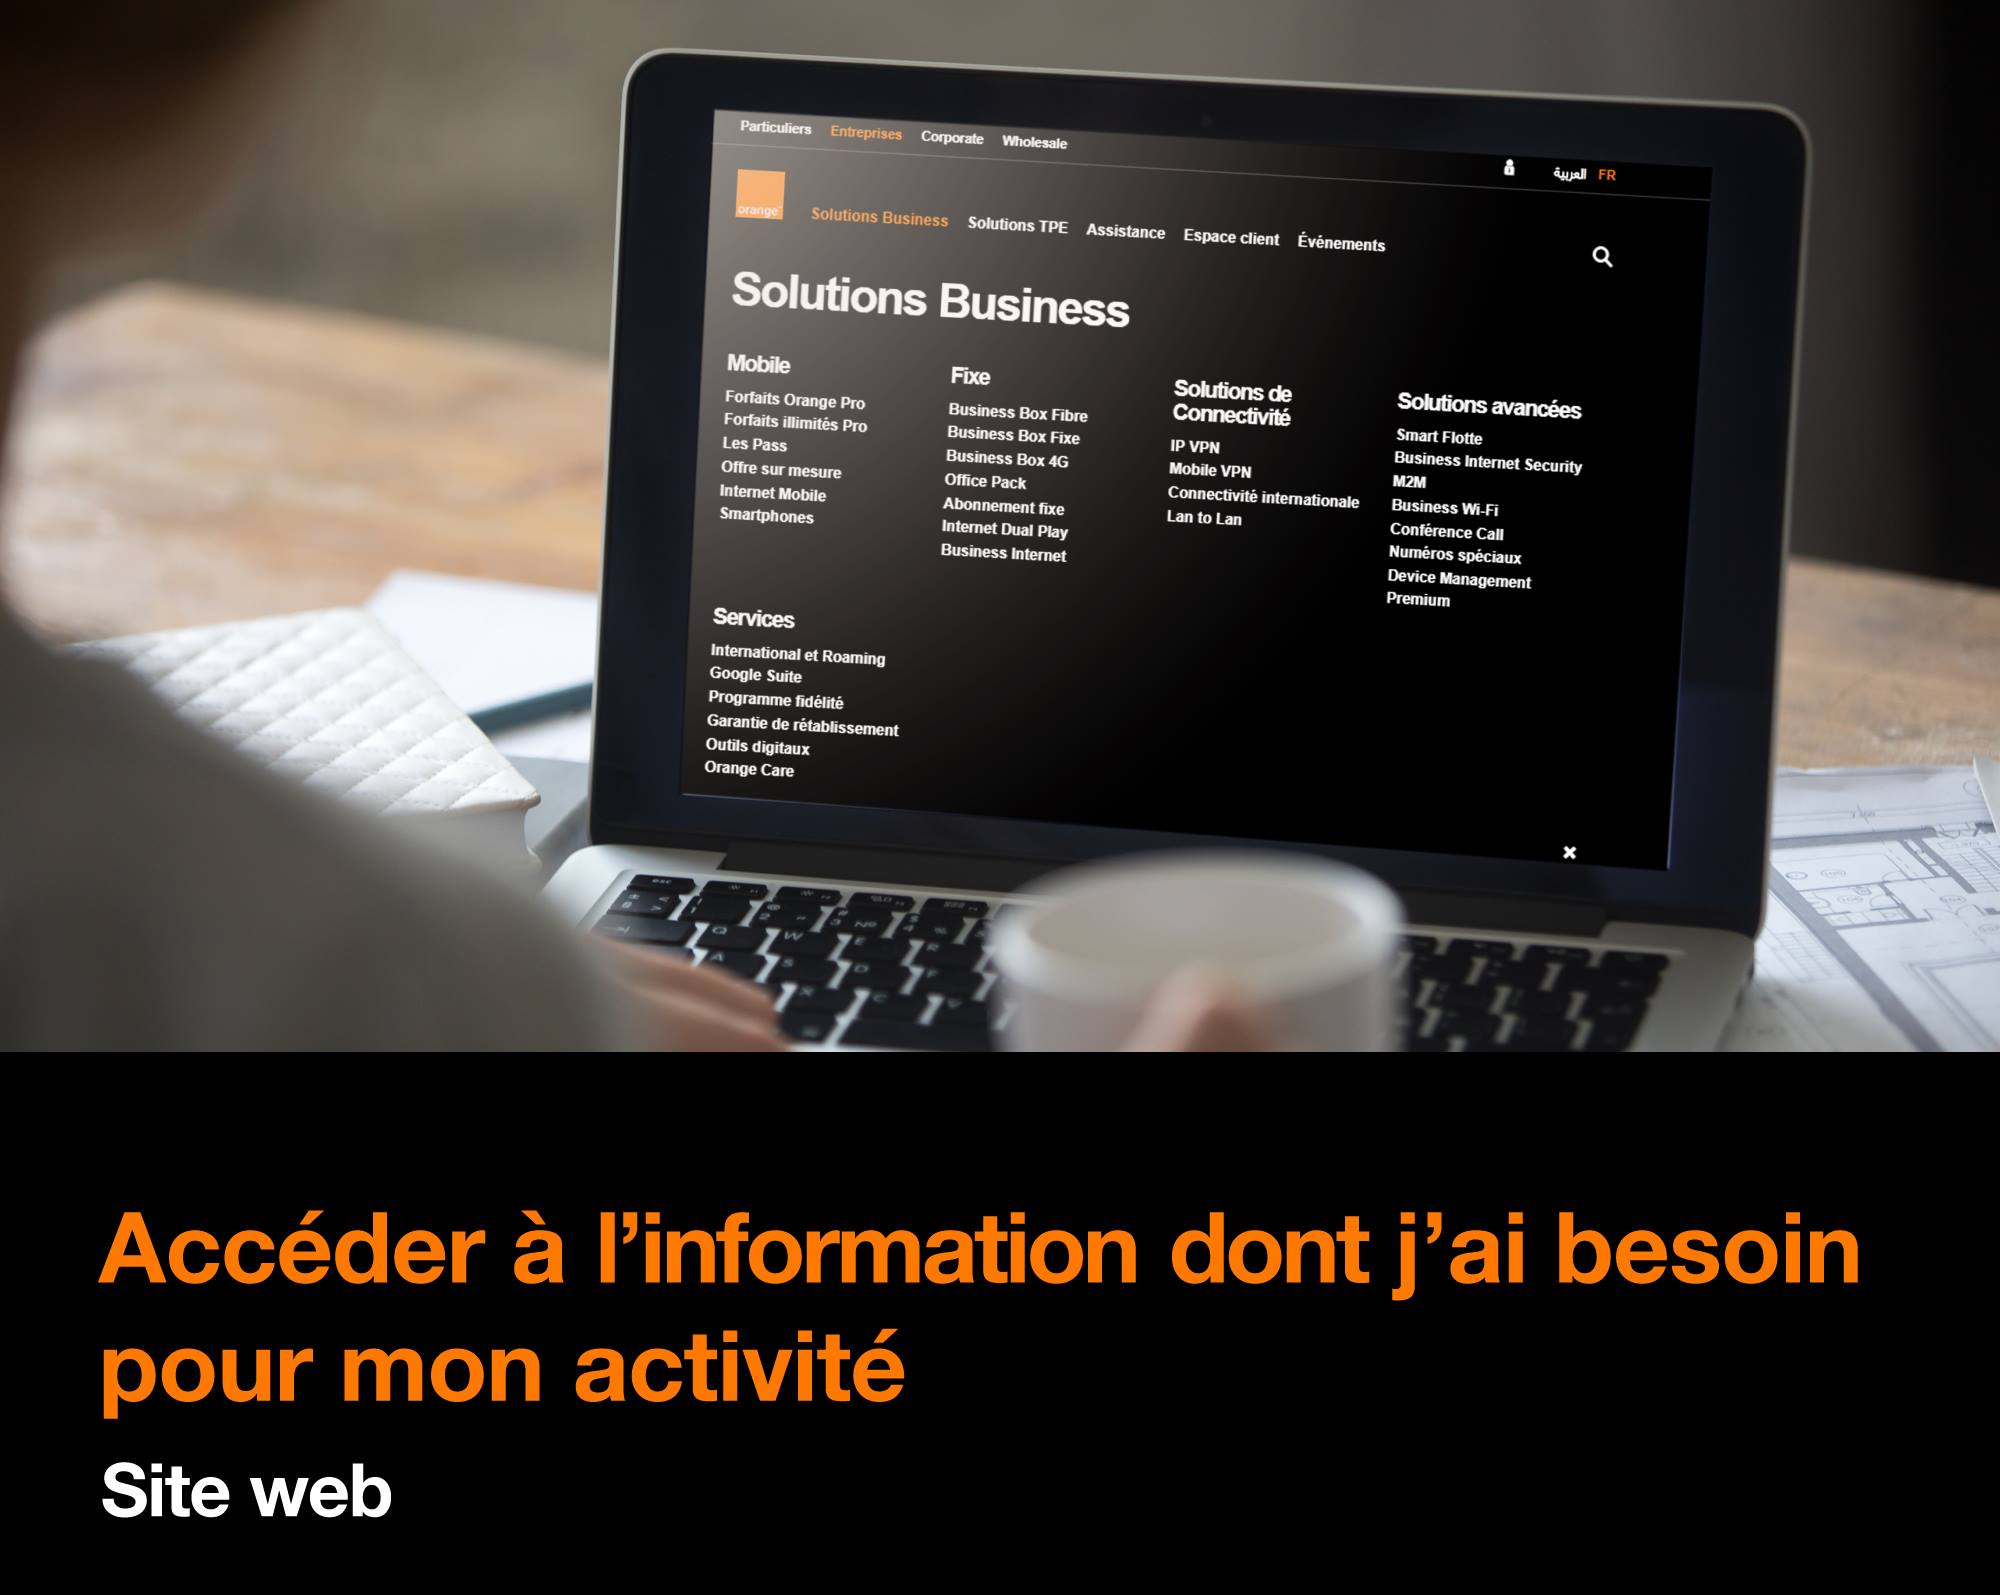 Particuliers Entreprises Corporate Wholesale
العربية FR
orange
Solutions Business Solutions TPE Assistance Espace client Événements
Solutions Business
Mobile
Forfaits Orange Pro
Forfaits illimités Pro
Les Pass
Offre sur mesure
Internet Mobile
Smartphones
Fixe
Business Box Fibre
Business Box Fixe
Business Box 4G
Office Pack
Abonnement fixe
Internet Dual Play
Business Internet
Solutions de
Connectivité
IP VPN
Mobile VPN
Connectivité internationale
Lan to Lan
Solutions avancées
Smart Flotte
Business Internet Security
M2M
Business Wi-Fi
Conférence Call
Numéros spéciaux
Device Management
Premium
Services
International et Roaming
Google Suite
Programme fidélité
Garantie de rétablissement
Outils digitaux
Orange Care
esc
Q W E R
A S D F
X C V
Accéder à l’information dont j’ai besoin
pour mon activité
Site web